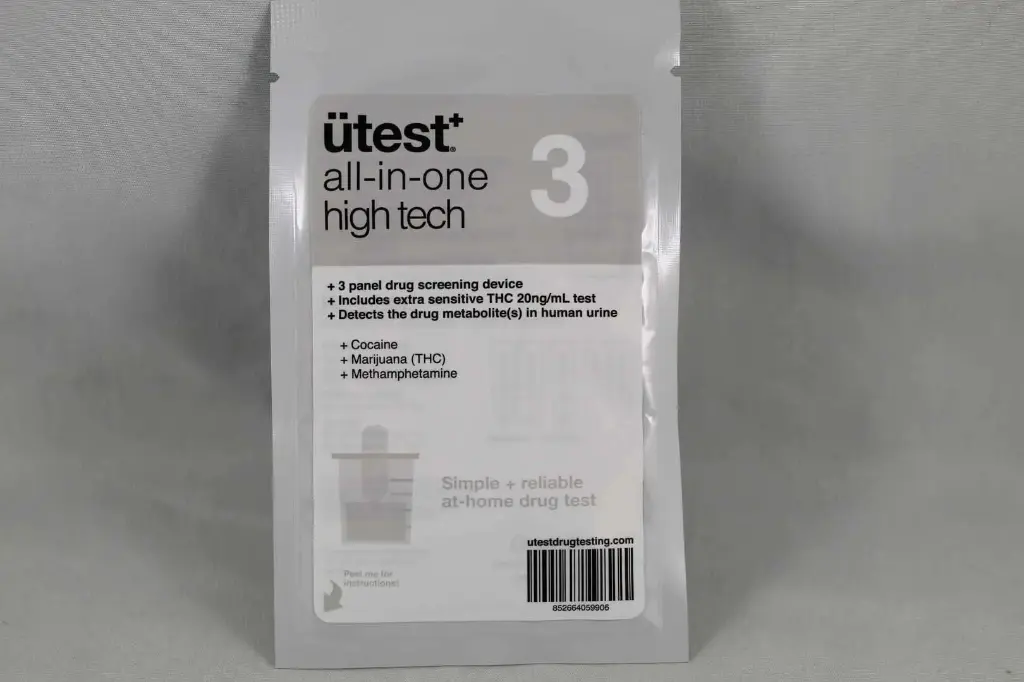 ütest+®
all-in-one
high tech
3
+ 3 panel drug screening device
+ Includes extra sensitive THC 20ng/mL test
+ Detects the drug metabolite(s) in human urine
+ Cocaine
+ Marijuana (THC)
+ Methamphetamine
Simple + reliable
at-home drug test
utestdrugtesting.com
Peel me for
instructions!
852664059906